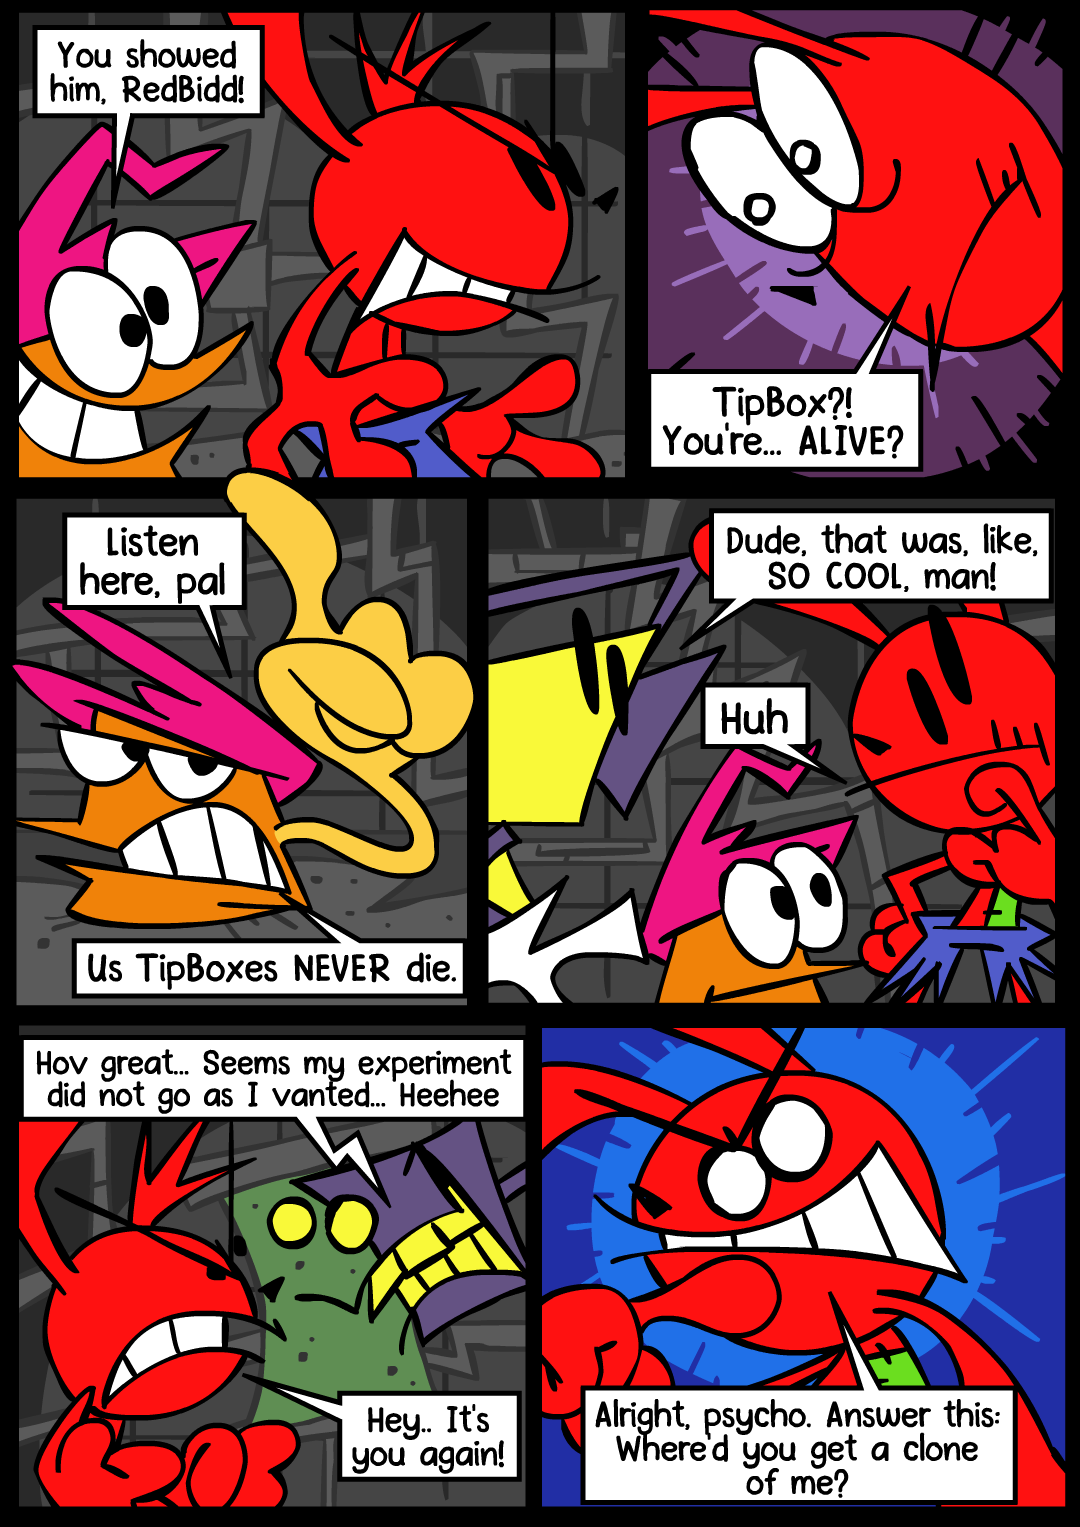 You showed
him, RedBidd!
TipBox?!
You're... ALIVE?
Listen
here, pal
Us TipBoxes NEVER die.
Dude, that was, like,
SO COOL, man!
Huh
Hov great... Seems my experiment
did not go as I vanted... Heehee
Hey.. It's
you again!
Alright, psycho. Answer this:
Where'd you get a clone
of me?